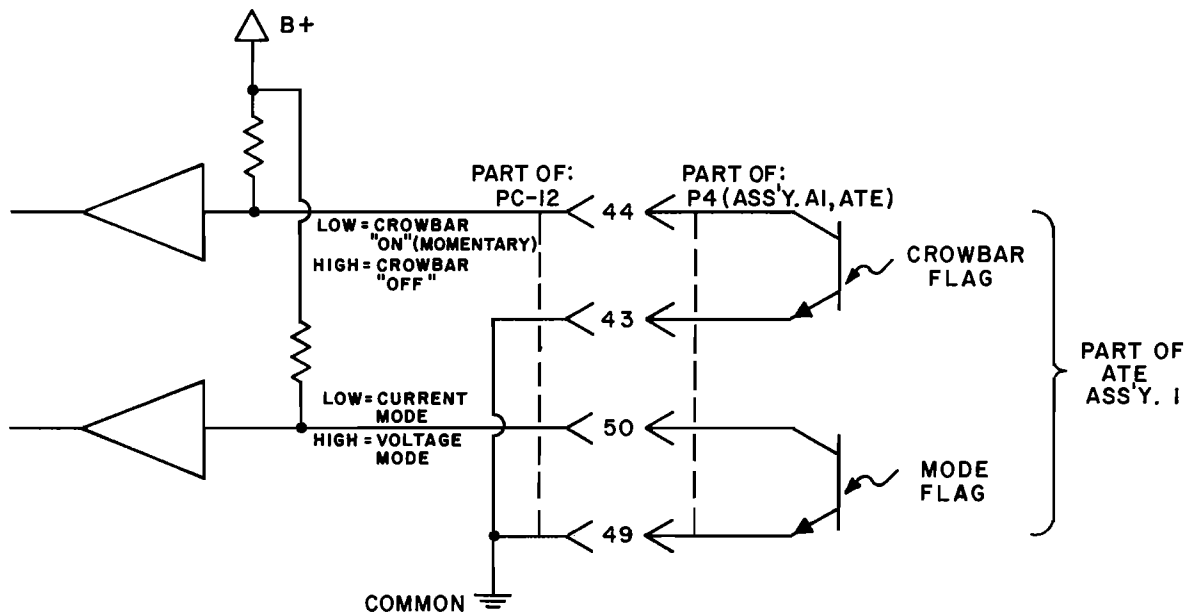 B+
PART OF:
PC-12
PART OF:
P4 (ASS'Y. A1, ATE)
44
LOW = CROWBAR
"ON" (MOMENTARY)
HIGH = CROWBAR
"OFF"
CROWBAR
FLAG
43
PART OF
ATE
ASS'Y. 1
LOW = CURRENT
MODE
50
HIGH = VOLTAGE
MODE
MODE
FLAG
49
COMMON